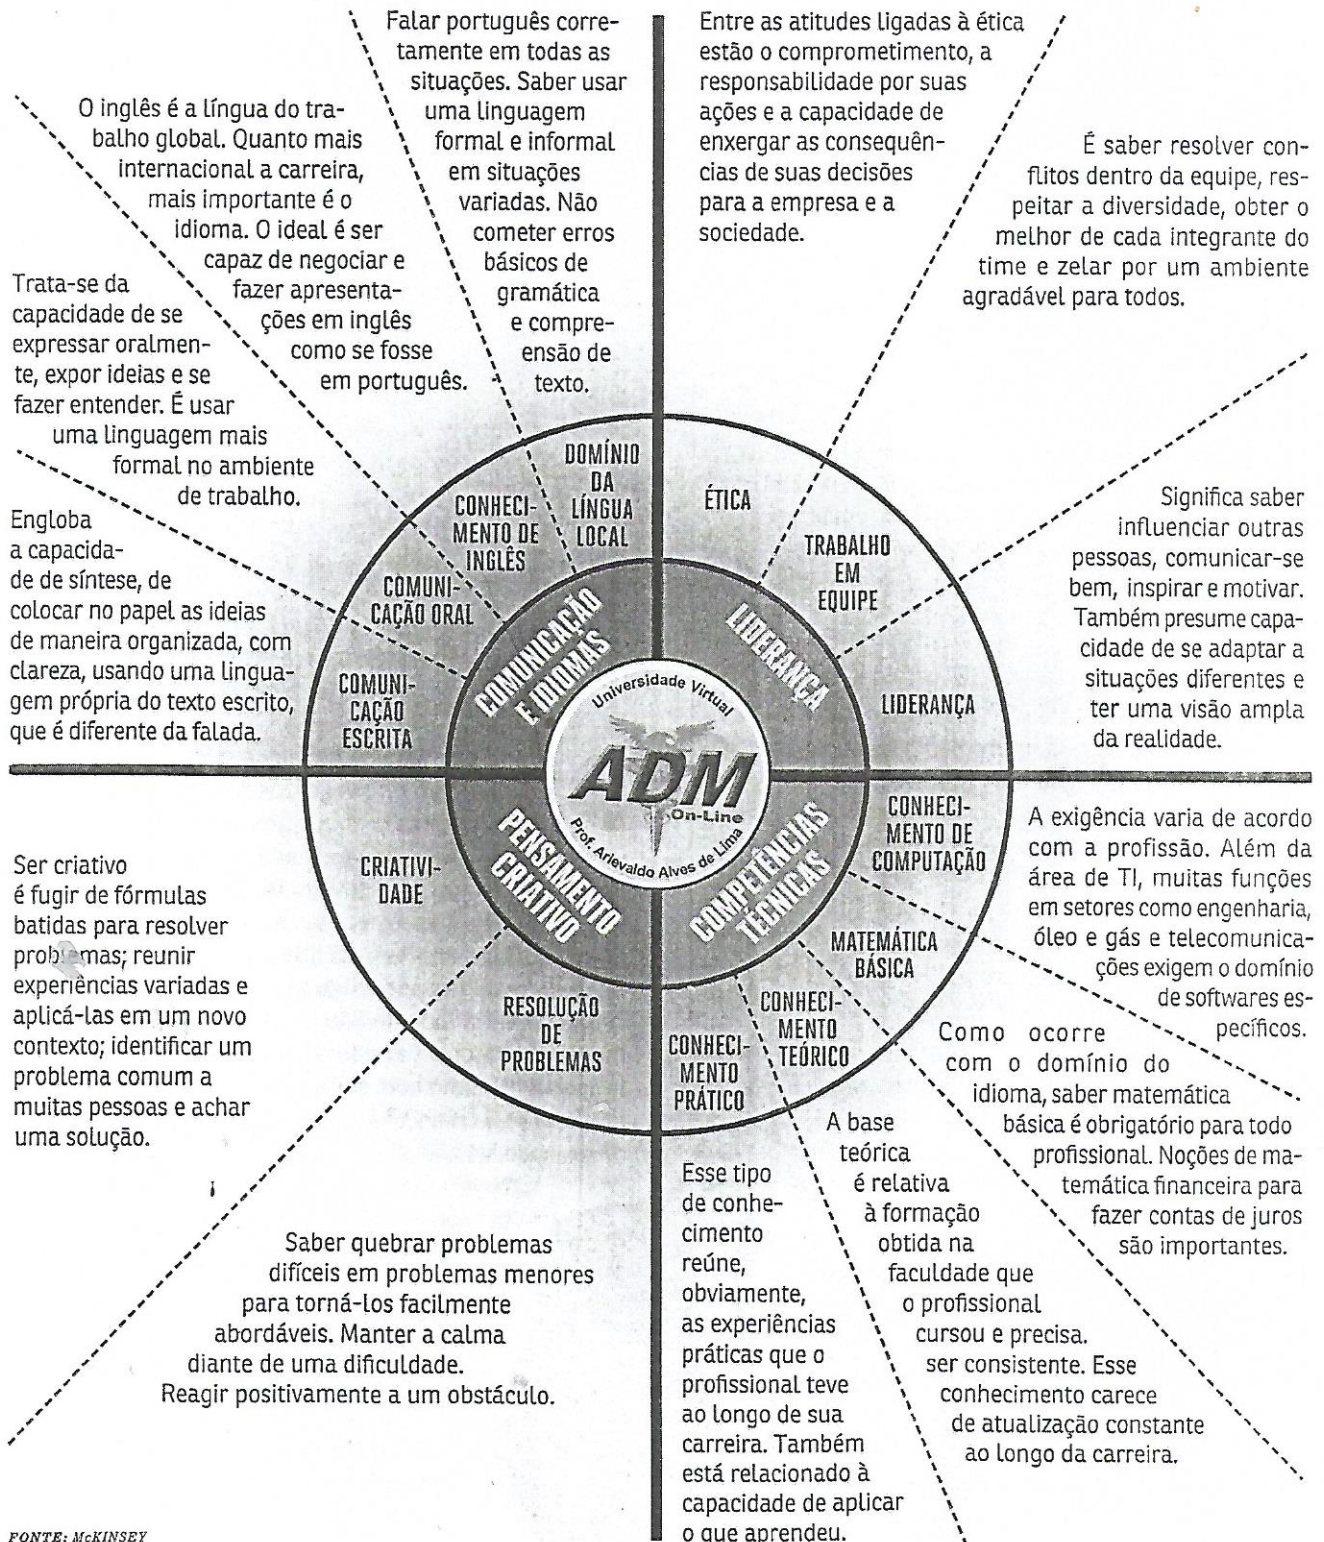 Falar português corre-
tamente em todas as
situações. Saber usar
uma linguagem
formal e informal
em situações
variadas. Não
cometer erros
básicos de
gramática
e compre-
ensão de
texto.
Entre as atitudes ligadas à ética
estão o comprometimento, a
responsabilidade por suas
ações e a capacidade de
enxergar as consequên-
cias de suas decisões
para a empresa e a
sociedade.
O inglês é a língua do tra-
balho global. Quanto mais
internacional a carreira,
mais importante é o
idioma. O ideal é ser
capaz de negociar e
fazer apresenta-
ções em inglês
como se fosse
em português.
É saber resolver con-
flitos dentro da equipe, res-
peitar a diversidade, obter o
melhor de cada integrante do
time e zelar por um ambiente
agradável para todos.
Trata-se da
capacidade de se
expressar oralmen-
te, expor ideias e se
fazer entender. É usar
uma linguagem mais
formal no ambiente
de trabalho.
Significa saber
influenciar outras
pessoas, comunicar-se
bem, inspirar e motivar.
Também presume capa-
cidade de se adaptar a
situações diferentes e
ter uma visão ampla
da realidade.
Engloba
a capacida-
de de síntese, de
colocar no papel as ideias
de maneira organizada, com
clareza, usando uma lingua-
gem própria do texto escrito,
que é diferente da falada.
DOMÍNIO
DA
LÍNGUA
LOCAL
CONHECI-
MENTO DE
INGLÊS
COMUNI-
CAÇÃO ORAL
COMUNI-
CAÇÃO
ESCRITA
COMUNICAÇÃO
E IDIOMAS
ÉTICA
TRABALHO
EM
EQUIPE
LIDERANÇA
LIDERANÇA
Universidade Virtual
ADM
On-Line
Prof. Arlevaldo Alves de Lima
CRIATIVI-
DADE
RESOLUÇÃO
DE
PROBLEMAS
PENSAMENTO
CRIATIVO
COMPETÊNCIAS
TÉCNICAS
CONHECI-
MENTO DE
COMPUTAÇÃO
MATEMÁTICA
BÁSICA
CONHECI-
MENTO
TEÓRICO
CONHECI-
MENTO
PRÁTICO
Ser criativo
é fugir de fórmulas
batidas para resolver
problemas; reunir
experiências variadas e
aplicá-las em um novo
contexto; identificar um
problema comum a
muitas pessoas e achar
uma solução.
A exigência varia de acordo
com a profissão. Além da
área de TI, muitas funções
em setores como engenharia,
óleo e gás e telecomunica-
ções exigem o domínio
de softwares es-
pecíficos.
Como ocorre
com o domínio do
idioma, saber matemática
básica é obrigatório para todo
profissional. Noções de ma-
temática financeira para
fazer contas de juros
são importantes.
A base
teórica
é relativa
à formação
obtida na
faculdade que
o profissional
cursou e precisa.
ser consistente. Esse
conhecimento carece
de atualização constante
ao longo da carreira.
Esse tipo
de conhe-
cimento
reúne,
obviamente,
as experiências
práticas que o
profissional teve
ao longo de sua
carreira. Também
está relacionado à
capacidade de aplicar
o que aprendeu.
Saber quebrar problemas
difíceis em problemas menores
para torná-los facilmente
abordáveis. Manter a calma
diante de uma dificuldade.
Reagir positivamente a um obstáculo.
FONTE: McKINSEY